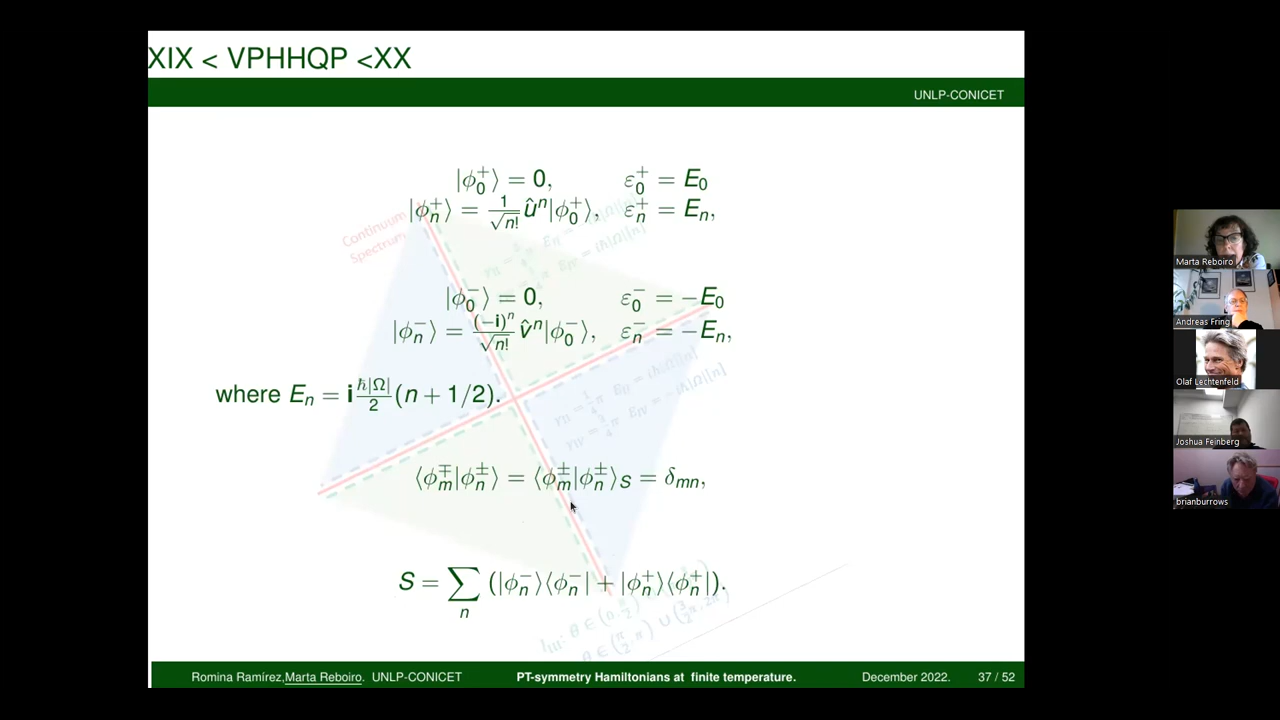 XIX < VPHHQP <XX
UNLP-CONICET
|ϕ₀⁺⟩ = 0, ε₀⁺ = E₀
|ϕₙ⁺⟩ = 1/√n! ûⁿ|ϕ₀⁺⟩, εₙ⁺ = Eₙ,
Continuum
Spectrum
|ϕ₀⁻⟩ = 0, ε₀⁻ = −E₀
|ϕₙ⁻⟩ = (−i)ⁿ/√n! v̂ⁿ|ϕ₀⁻⟩, εₙ⁻ = −Eₙ,
where Eₙ = i ℏ|Ω|/2 (n + 1/2).
⟨ϕₘ∓|ϕₙ±⟩ = ⟨ϕₘ±|ϕₙ±⟩S = δₘₙ,
S = ∑ₙ (|ϕₙ⁻⟩⟨ϕₙ⁻| + |ϕₙ⁺⟩⟨ϕₙ⁺|).
Romina Ramírez,Marta Reboiro. UNLP-CONICET PT-symmetry Hamiltonians at finite temperature. December 2022. 37 / 52
Marta Reboiro
Andreas Fring
Olaf Lechtenfeld
Joshua Feinberg
brianburrows